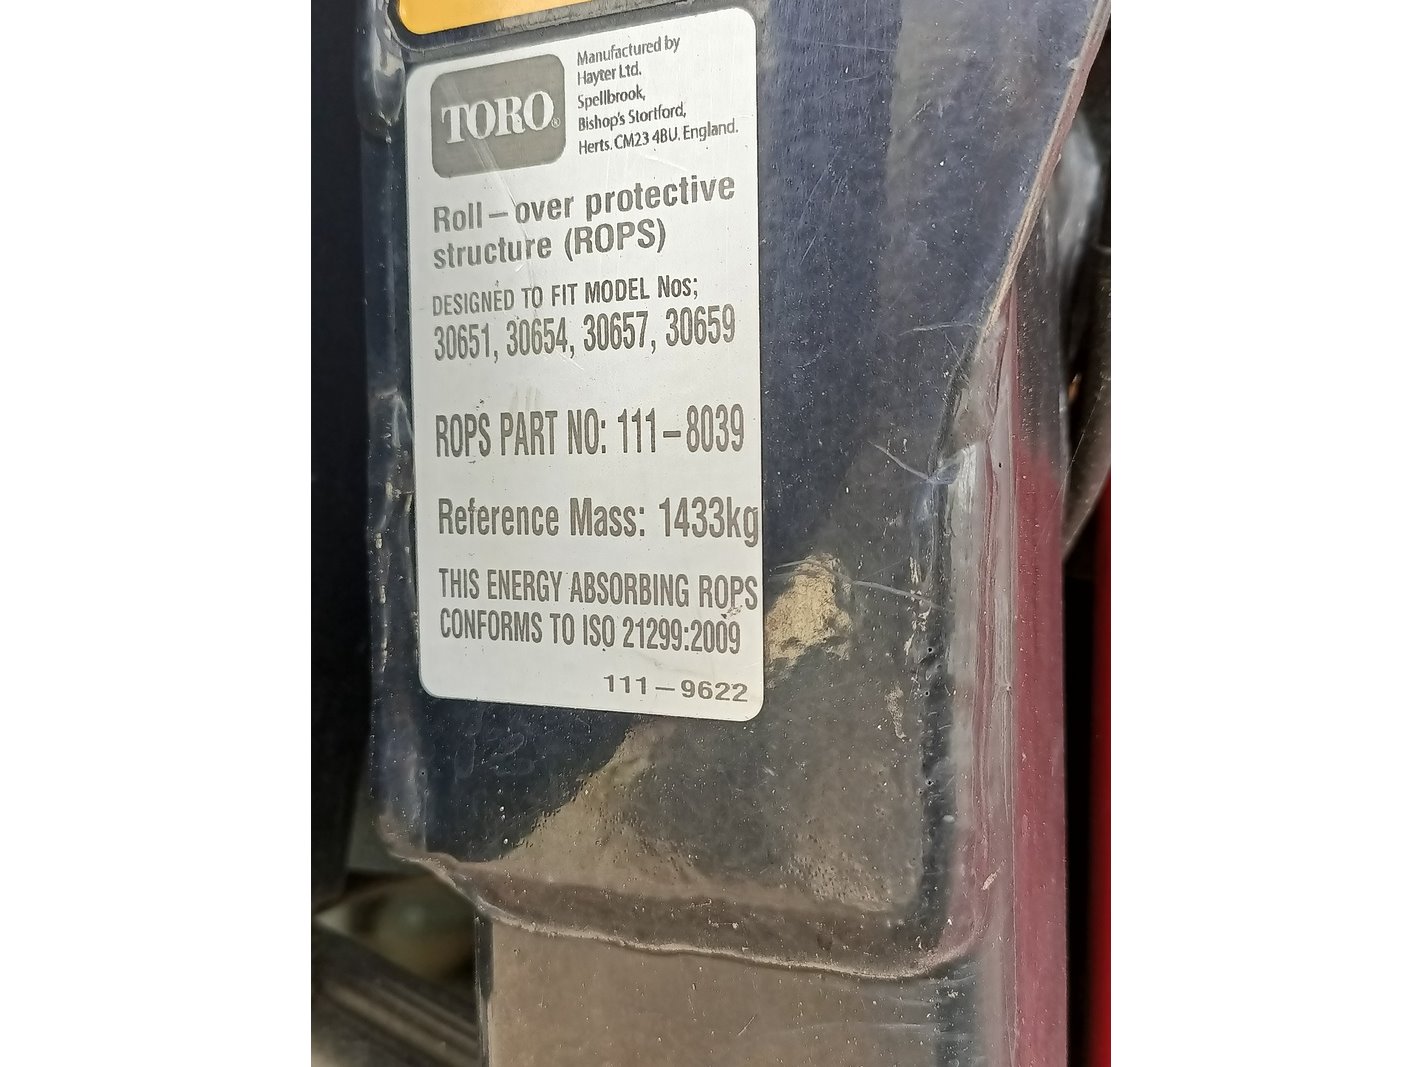 TORO®
Manufactured by
Hayter Ltd.
Spellbrook,
Bishop's Stortford,
Herts. CM23 4BU. England.
Roll – over protective
structure (ROPS)
DESIGNED TO FIT MODEL Nos;
30651, 30654, 30657, 30659
ROPS PART NO: 111–8039
Reference Mass: 1433kg
THIS ENERGY ABSORBING ROPS
CONFORMS TO ISO 21299:2009
111–9622